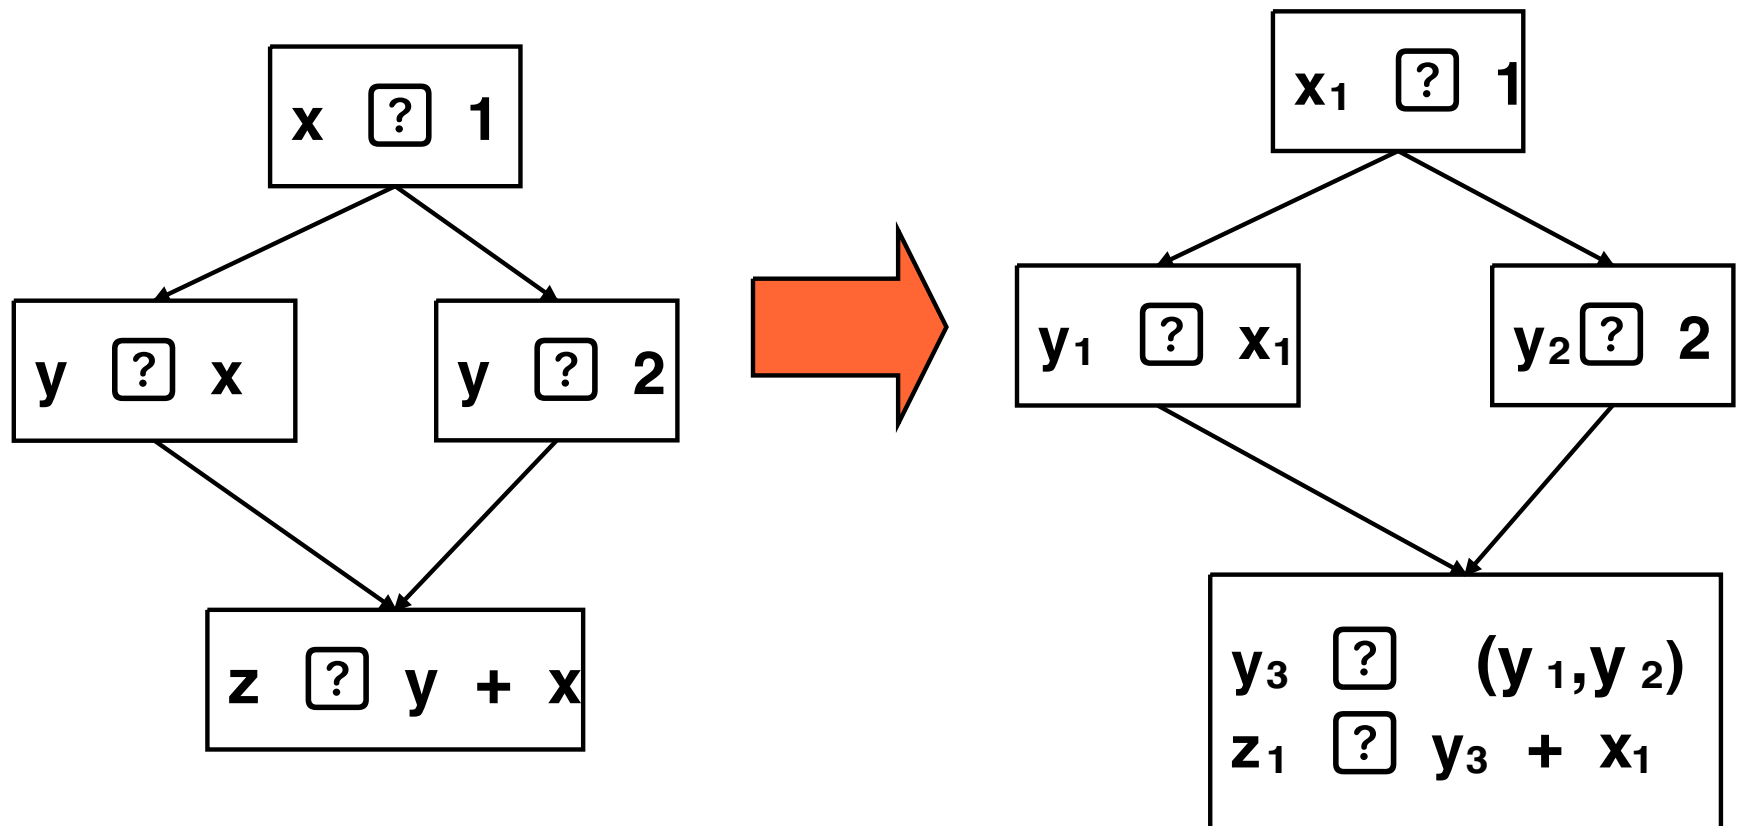 x ⍰ 1
y ⍰ x
y ⍰ 2
z ⍰ y + x
x₁ ⍰ 1
y₁ ⍰ x₁
y₂ ⍰ 2
y₃ ⍰ (y₁,y₂)
z₁ ⍰ y₃ + x₁